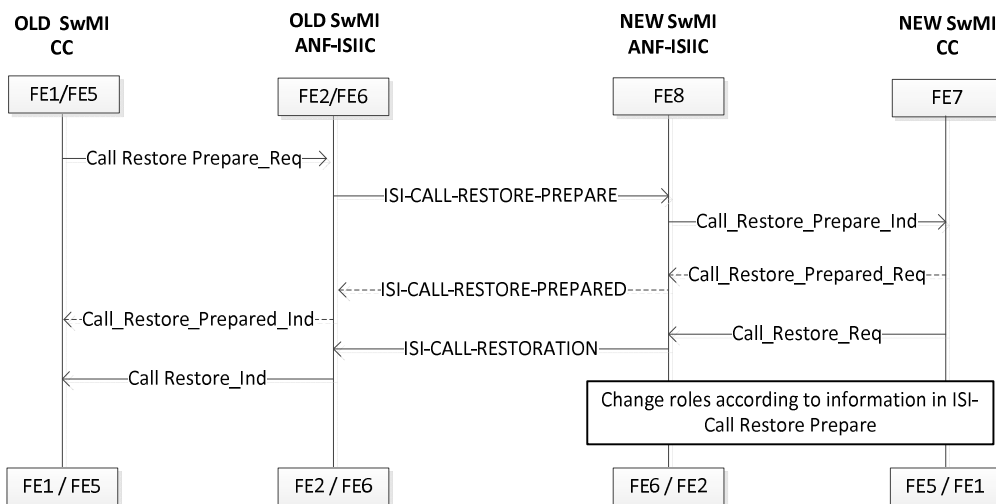 OLD SwMI
CC
OLD SwMI
ANF-ISIIC
NEW SwMI
ANF-ISIIC
NEW SwMI
CC
FE1/FE5
FE2/FE6
FE8
FE7
Call Restore Prepare_Req
ISI-CALL-RESTORE-PREPARE
Call_Restore_Prepare_Ind
Call_Restore_Prepared_Req
ISI-CALL-RESTORE-PREPARED
Call_Restore_Prepared_Ind
Call_Restore_Req
ISI-CALL-RESTORATION
Call Restore_Ind
Change roles according to information in ISI-
Call Restore Prepare
FE1 / FE5
FE2 / FE6
FE6 / FE2
FE5 / FE1